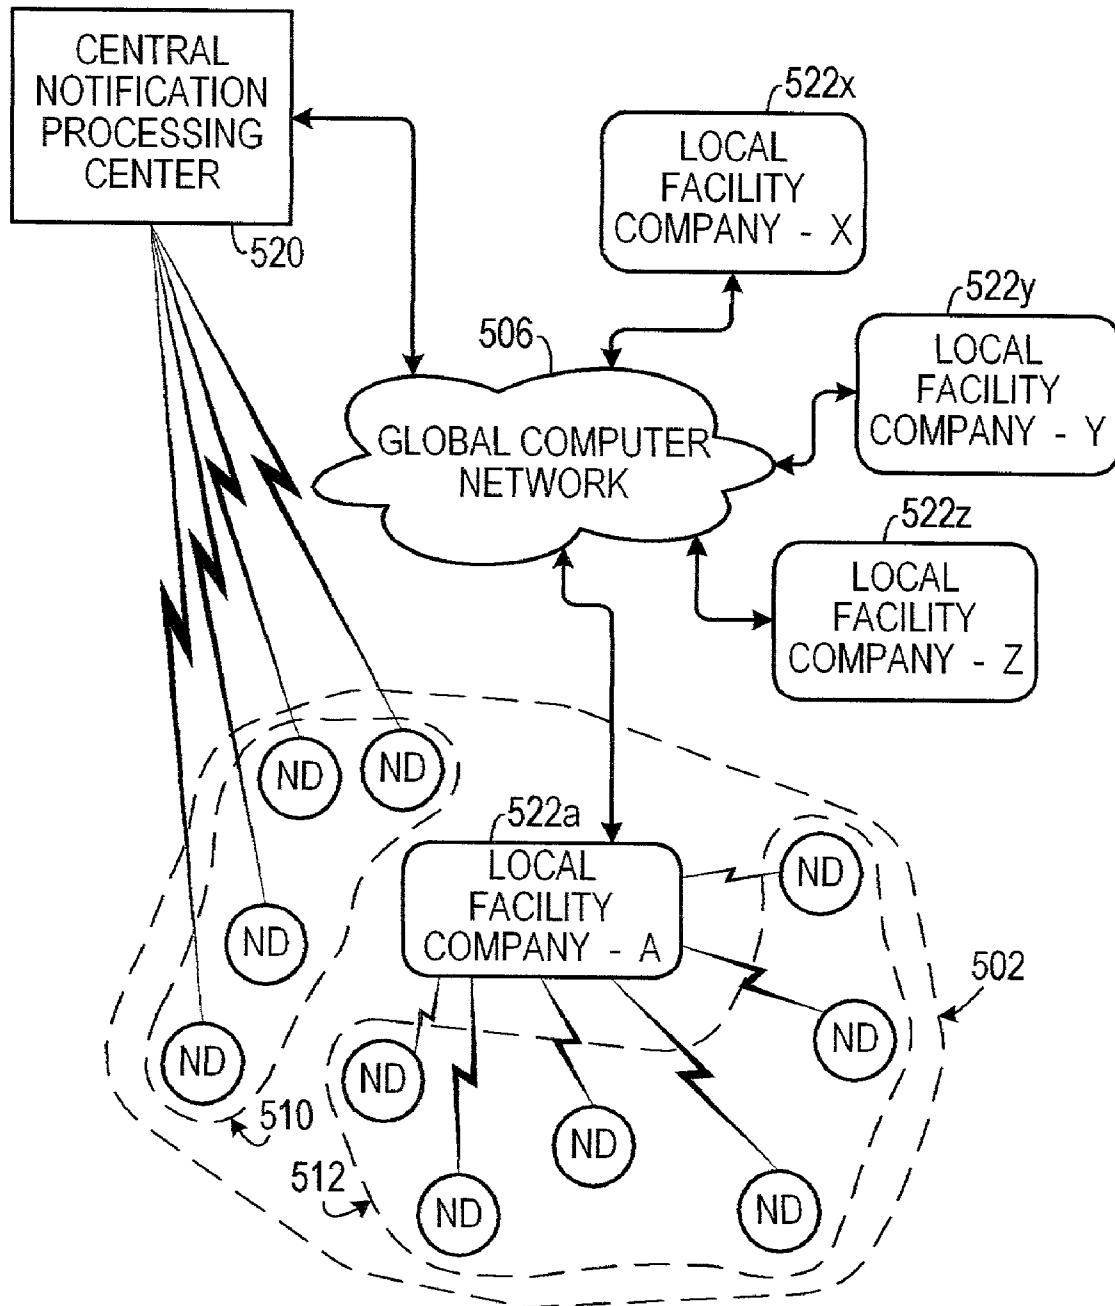 CENTRAL
NOTIFICATION
PROCESSING
CENTER
520
522x
LOCAL
FACILITY
COMPANY - X
522y
LOCAL
FACILITY
COMPANY - Y
506
GLOBAL COMPUTER
NETWORK
522z
LOCAL
FACILITY
COMPANY - Z
ND
ND
522a
LOCAL
FACILITY
COMPANY - A
ND
ND
502
ND
ND
ND
510
ND
512
ND
ND